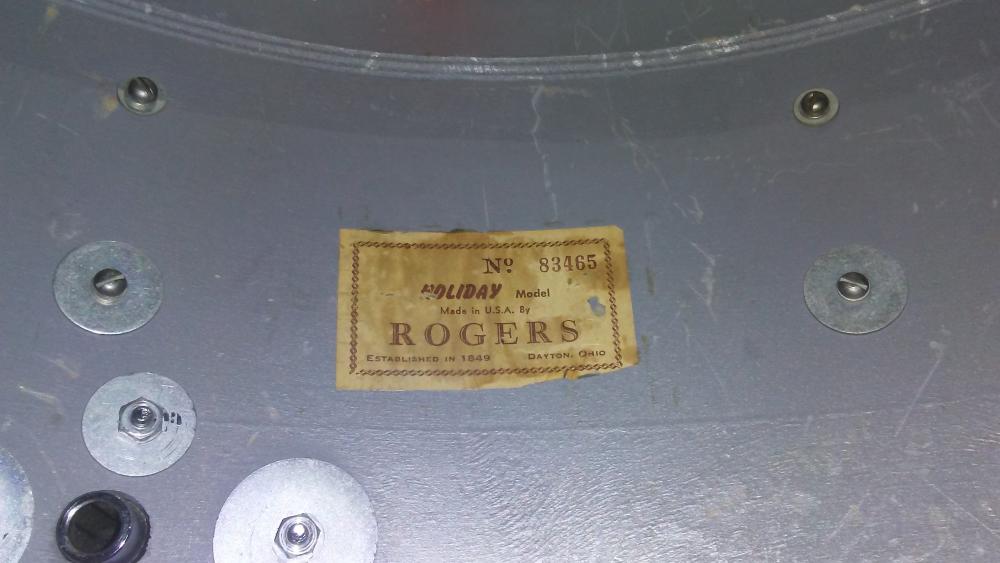 Nº 83465
HOLIDAY Model
Made in U.S.A. By
ROGERS
ESTABLISHED IN 1849 DAYTON, OHIO